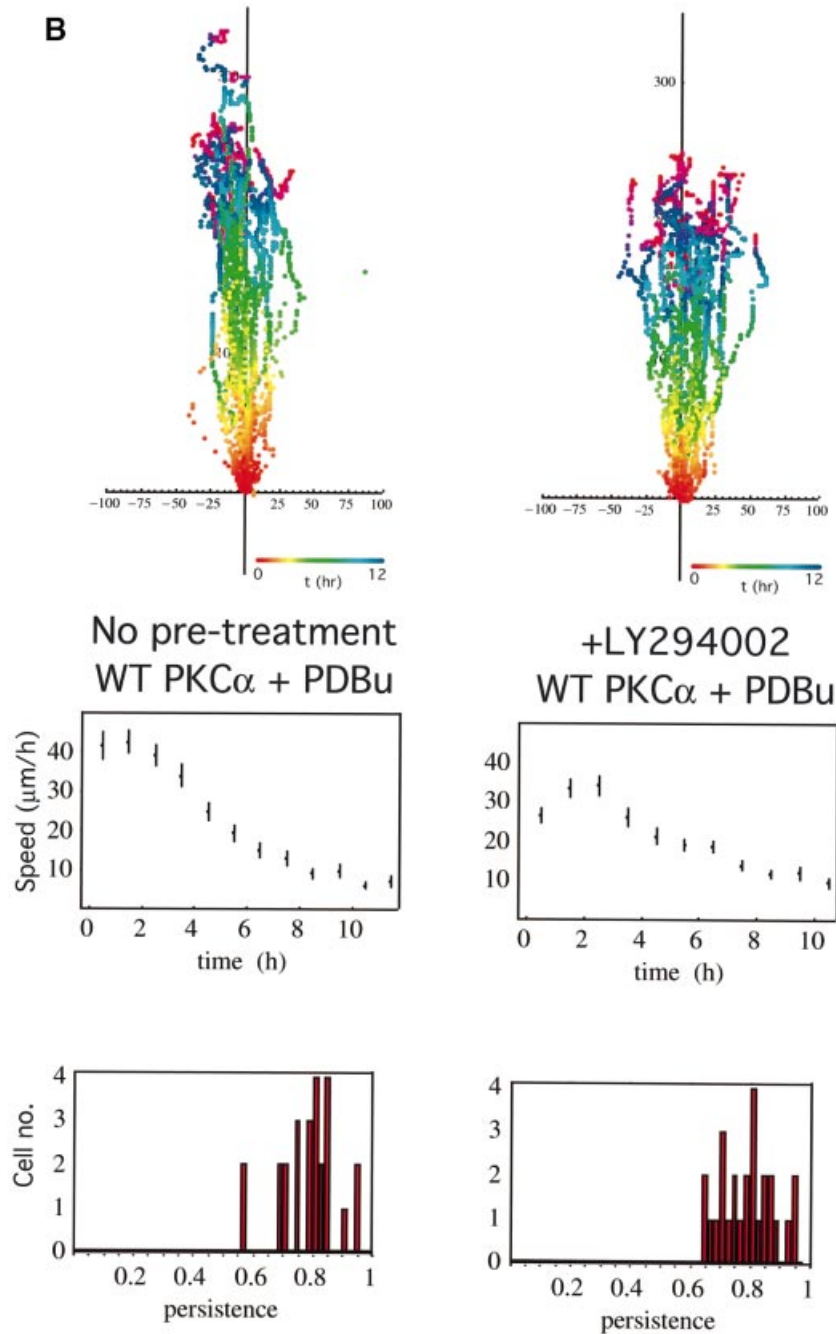 B
300
10
−100 −75 −50 −25 25 50 75 100
−100 −75 −50 −25 25 50 75 100
0 t (hr) 12
0 t (hr) 12
No pre-treatment
WT PKCα + PDBu
+LY294002
WT PKCα + PDBu
Speed (μm/h)
40
30
20
10
0 2 4 6 8 10
time (h)
40
30
20
10
0 2 4 6 8 10
time (h)
Cell no.
4
3
2
1
0
0.2 0.4 0.6 0.8 1
persistence
4
3
2
1
0
0.2 0.4 0.6 0.8 1
persistence